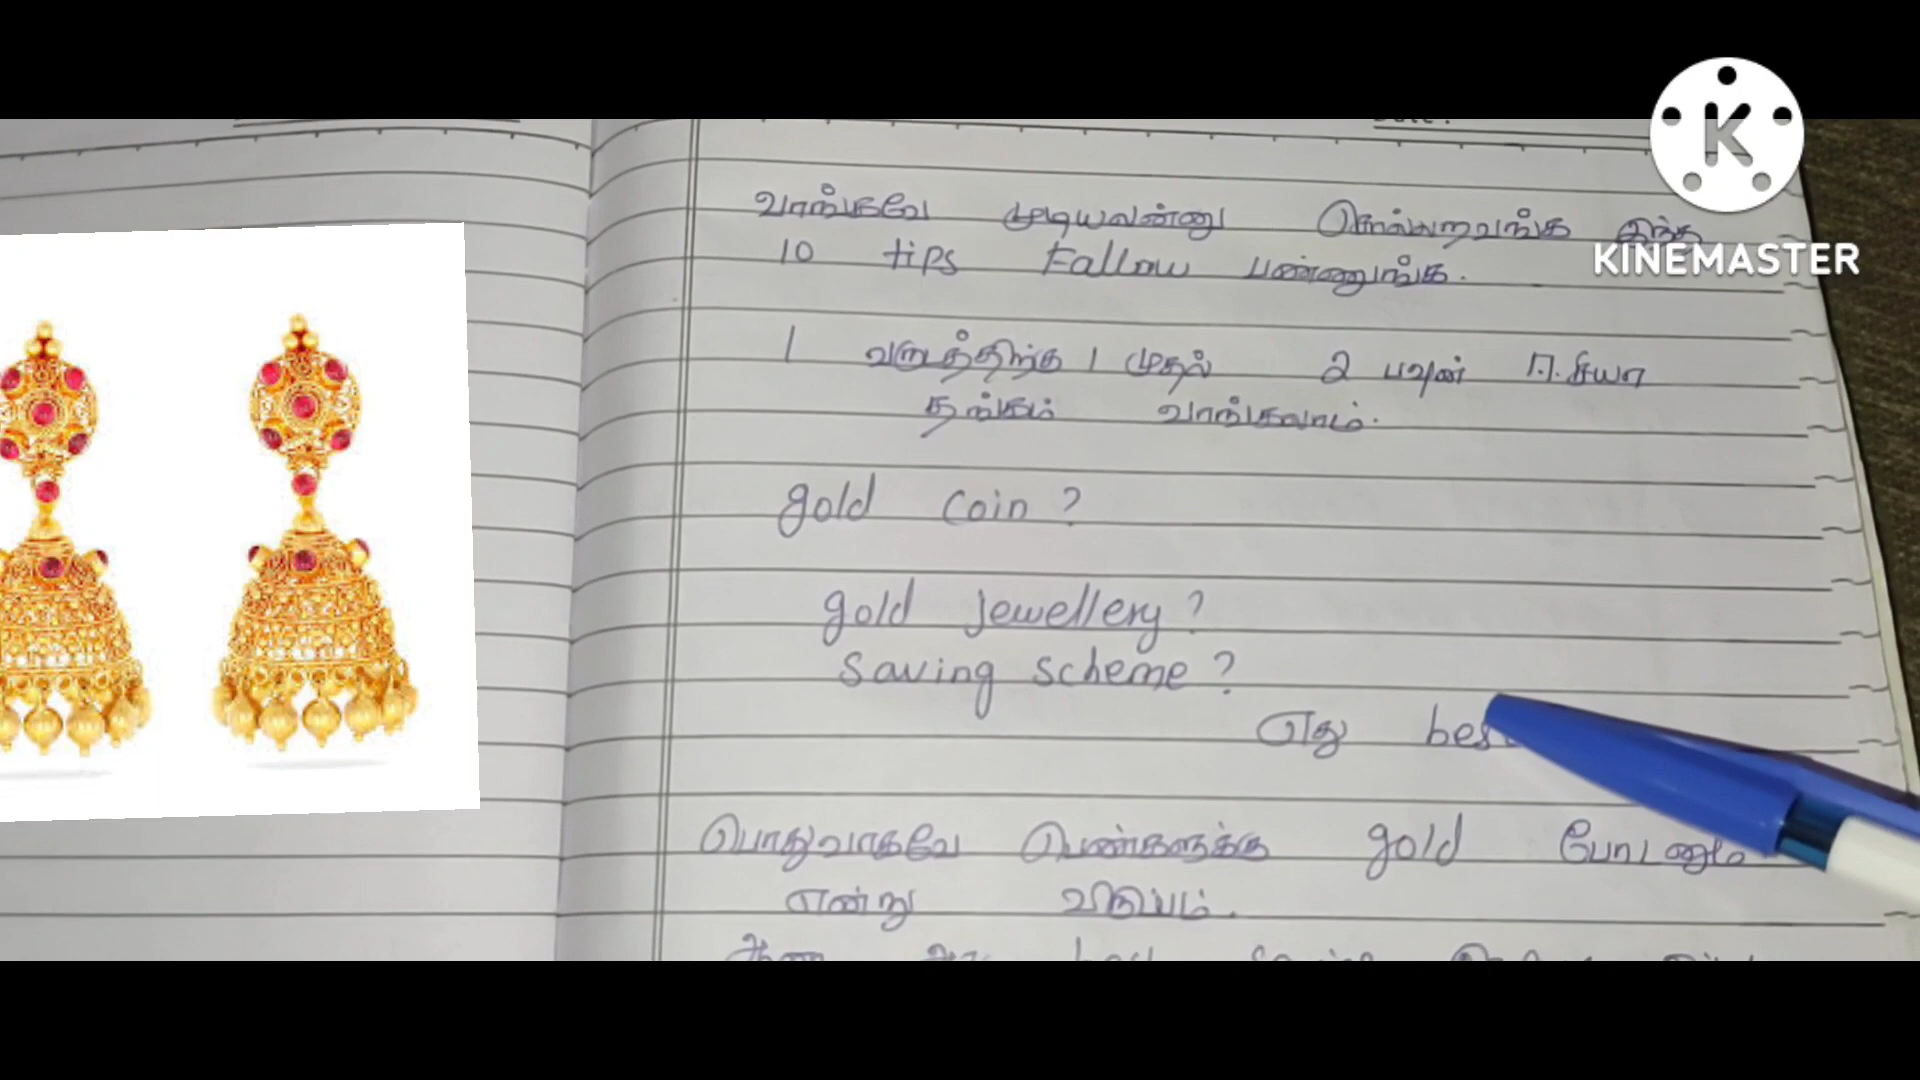 KINEMASTER
வாங்கவே முடியலன்னு சொல்றவங்க இந்த
10 tips Fallow பண்ணுங்க.
1 வருத்திற்கு 1 முதல் 2 பவுன் ஈ.சியா
தங்கம் வாங்கலாம்.
gold coin ?
gold jewellery ?
saving scheme ?
எது
பொதுவாகவே பெண்களுக்கு gold போடனும்
என்று விருப்பம்.